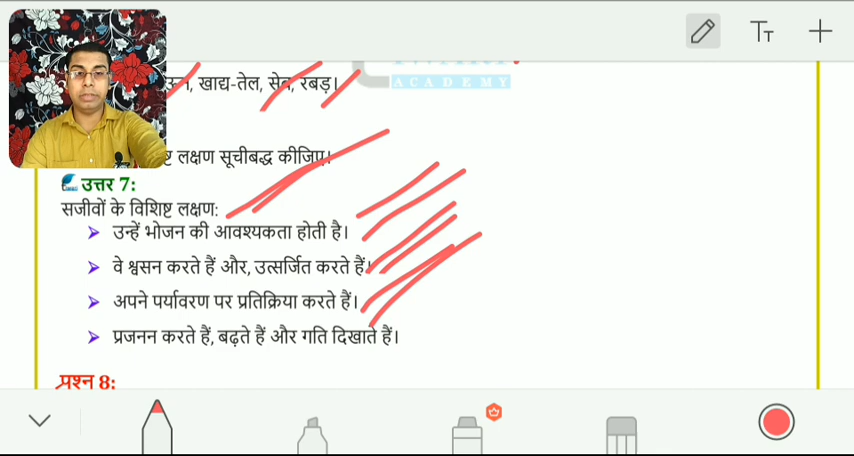 खाद्य-तेल, सेब, रबड़।
ACADEMY
लक्षण सूचीबद्ध कीजिए।
उत्तर 7:
सजीवों के विशिष्ट लक्षण:
उन्हें भोजन की आवश्यकता होती है।
वे श्वसन करते हैं और, उत्सर्जित करते हैं।
अपने पर्यावरण पर प्रतिक्रिया करते हैं।
प्रजनन करते हैं, बढ़ते हैं और गति दिखाते हैं।
प्रश्न 8: